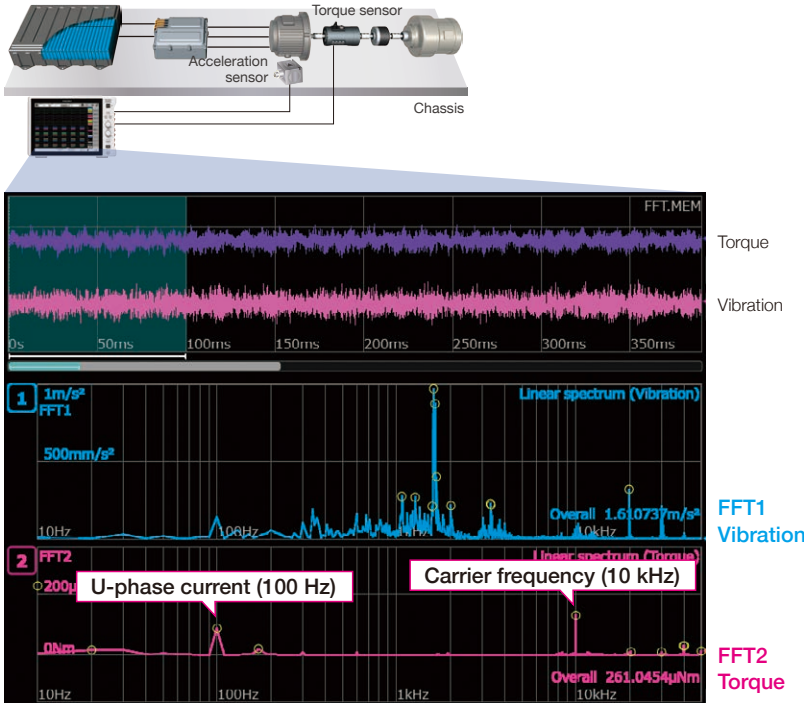 Torque sensor
Acceleration
sensor
Chassis
FFT.MEM
Torque
Vibration
0s 50ms 100ms 150ms 200ms 250ms 300ms 350ms
1 1m/s² Linear spectrum (Vibration)
FFT1
500mm/s²
Overall 1.610737m/s²
10Hz 100Hz 1kHz 10kHz
FFT1
Vibration
2 FFT2 Linear spectrum (Torque)
200µ
U-phase current (100 Hz)
Carrier frequency (10 kHz)
0Nm
Overall 261.0454µNm
10Hz 100Hz 1kHz 10kHz
FFT2
Torque